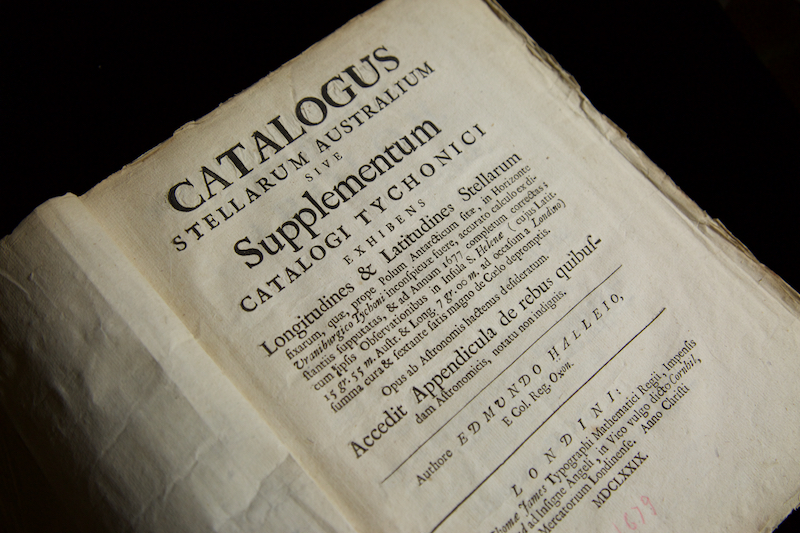 CATALOGUS
STELLARUM AUSTRALIUM
SIVE
Supplementum
CATALOGI TYCHONICI
EXHIBENS
Longitudines & Latitudines Stellarum
fixarum, quæ, prope Polum Antarcticum sitæ, in Horizonte
Uraniburgico Tychoni inconspicuæ fuere, accurato calculo ex di-
stantiis supputatas, & ad Annum 1677 completum correctas;
cum ipsis Observationibus in Insula S. Helenæ (cujus Latit.
15 gr. 55 m. Austr. & Long. 7 gr. 00 m. ad occasum a Londino)
summa cura & sextante satis magno de Cœlo depromptis.
Opus ab Astronomis hactenus desideratum.
Accedit Appendicula de rebus quibus-
dam Astronomicis, notatu non indignis.
Authore EDMUNDO HALLEIO,
E Col. Reg. Oxon.
LONDINI:
James Typographi Mathematici Regii, Impensis
ad Insigne Angeli, in Vico vulgo dicto Cornhil,
Mercatorum Londinense. Anno Christi
MDCLXXIX.
1679